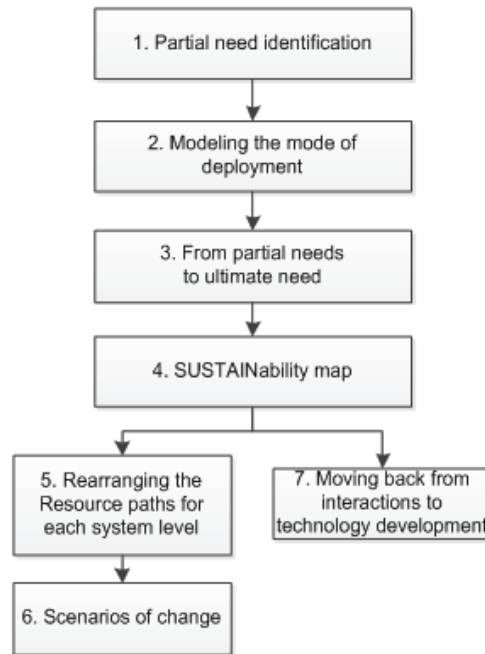 1. Partial need identification
2. Modeling the mode of
deployment
3. From partial needs
to ultimate need
4. SUSTAINability map
5. Rearranging the
Resource paths for
each system level
7. Moving back from
interactions to
technology development
6. Scenarios of change